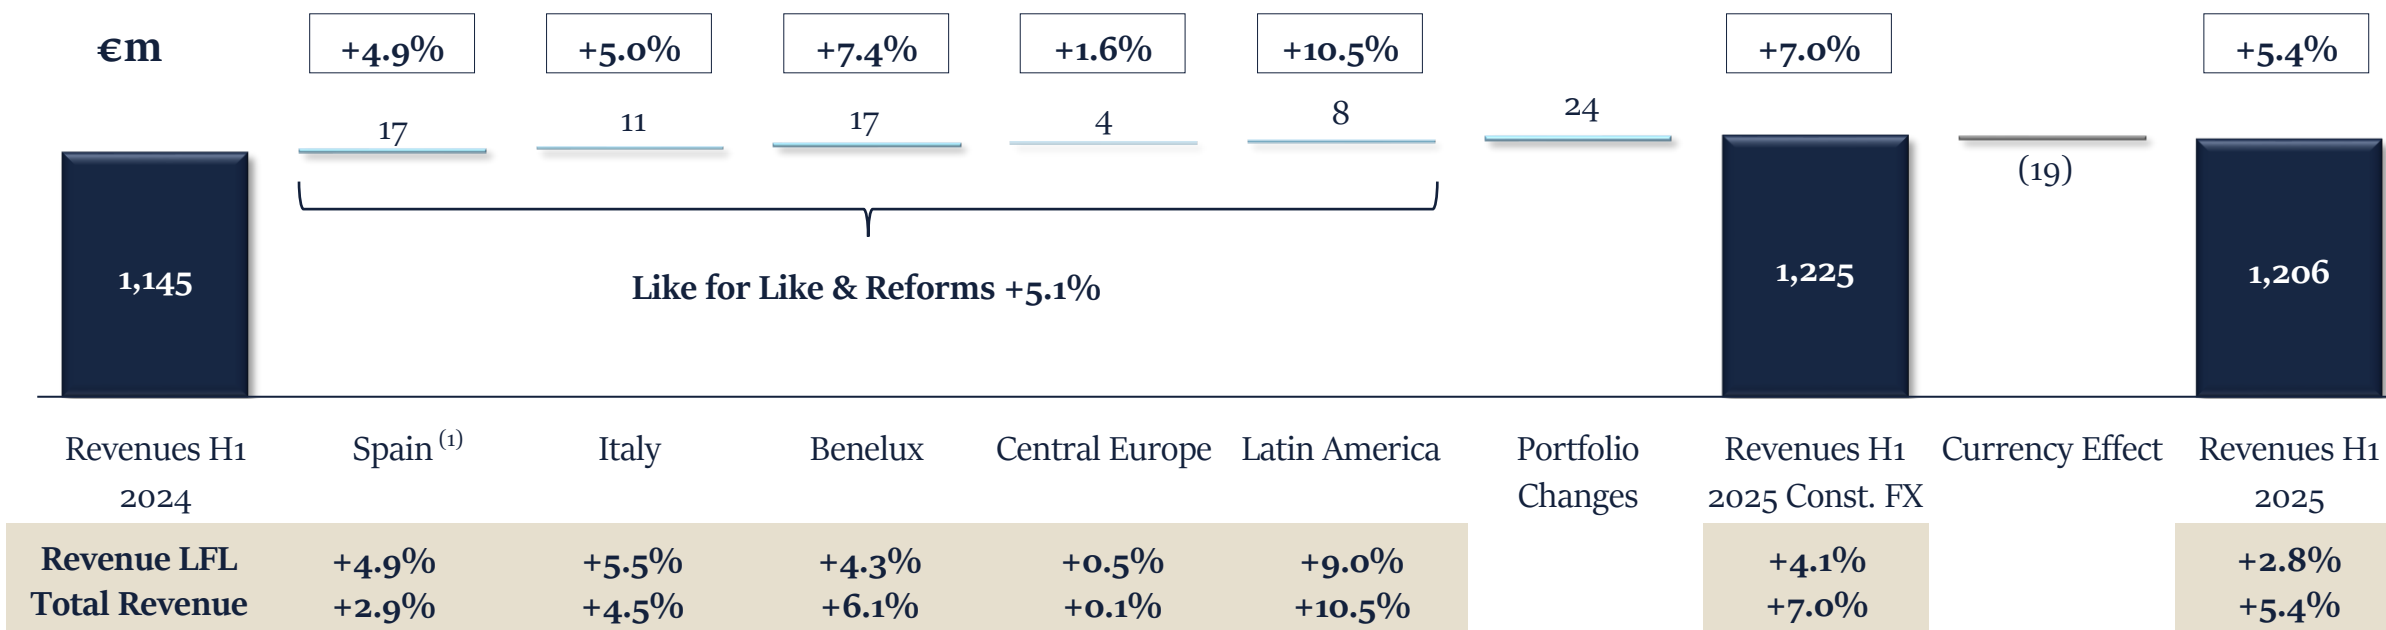 €m +4.9% +5.0% +7.4% +1.6% +10.5% +7.0% +5.4%
17 11 17 4 8 24
(19)
1,145 1,225 1,206
Like for Like & Reforms +5.1%
Revenues H1 Spain (1) Italy Benelux Central Europe Latin America Portfolio Revenues H1 Currency Effect Revenues H1
2024 Changes 2025 Const. FX 2025
Revenue LFL +4.9% +5.5% +4.3% +0.5% +9.0% +4.1% +2.8%
Total Revenue +2.9% +4.5% +6.1% +0.1% +10.5% +7.0% +5.4%